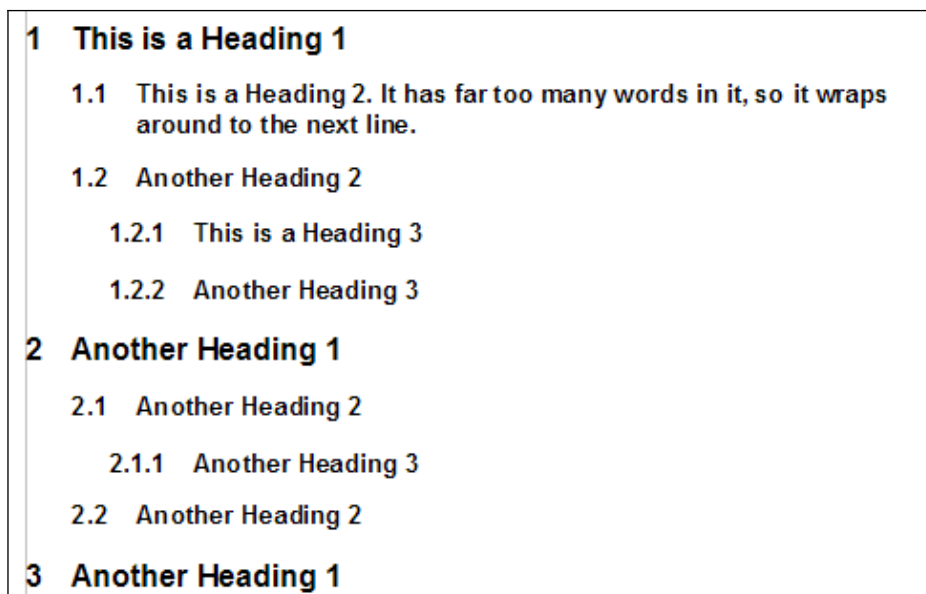 1 This is a Heading 1
1.1 This is a Heading 2. It has far too many words in it, so it wraps
around to the next line.
1.2 Another Heading 2
1.2.1 This is a Heading 3
1.2.2 Another Heading 3
2 Another Heading 1
2.1 Another Heading 2
2.1.1 Another Heading 3
2.2 Another Heading 2
3 Another Heading 1